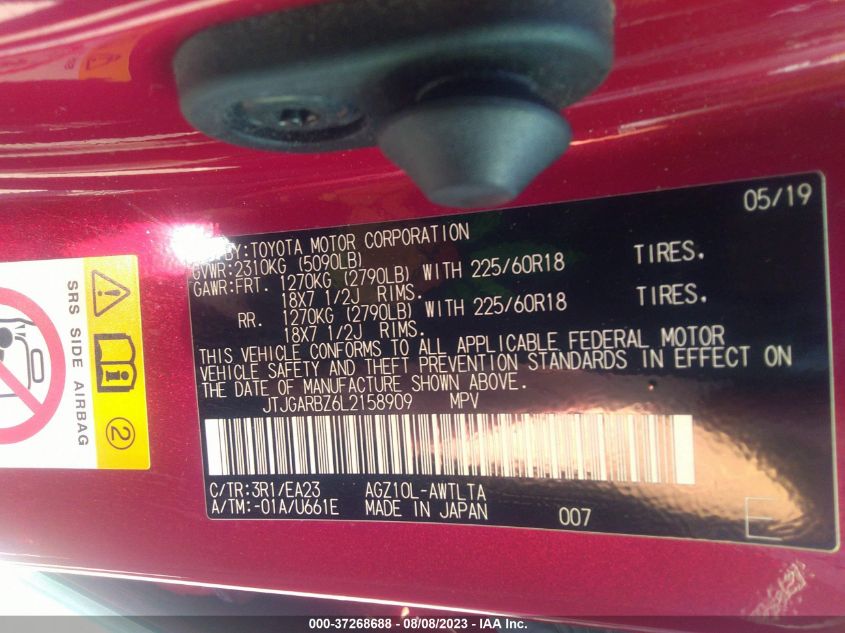 05/19
BY:TOYOTA MOTOR CORPORATION
GVWR:2310KG (5090LB)
GAWR:FRT. 1270KG (2790LB) WITH 225/60R18 TIRES.
18X7 1/2J RIMS.
RR. 1270KG (2790LB) WITH 225/60R18 TIRES.
18X7 1/2J RIMS.
THIS VEHICLE CONFORMS TO ALL APPLICABLE FEDERAL MOTOR
VEHICLE SAFETY AND THEFT PREVENTION STANDARDS IN EFFECT ON
THE DATE OF MANUFACTURE SHOWN ABOVE.
JTJGARBZ6L2158909 MPV
C/TR:3R1/EA23 AGZ10L-AWTLTA
A/TM:-01A/U661E MADE IN JAPAN 007
E
SRS SIDE AIRBAG
2
000-37268688 - 08/08/2023 - IAA Inc.